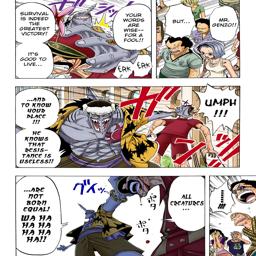 MR.
GENZO!!
BUT...
YOUR
WORDS
ARE
WISE--
FOR A
FOOL!!
SURVIVAL
IS INDEED
THE
GREATEST
VICTORY!!
IT'S
GOOD TO
LIVE...
ERK
ERK
UMPH
!!!
...AND
TO KNOW
YOUR
PLACE
!!!
HE
KNOWS
THAT
RESIS-
TANCE IS
USELESS!!
ALL
CREATURES...
...ARE
NOT
BORN
EQUAL!
WA HA
HA HA
HA HA
HA!!